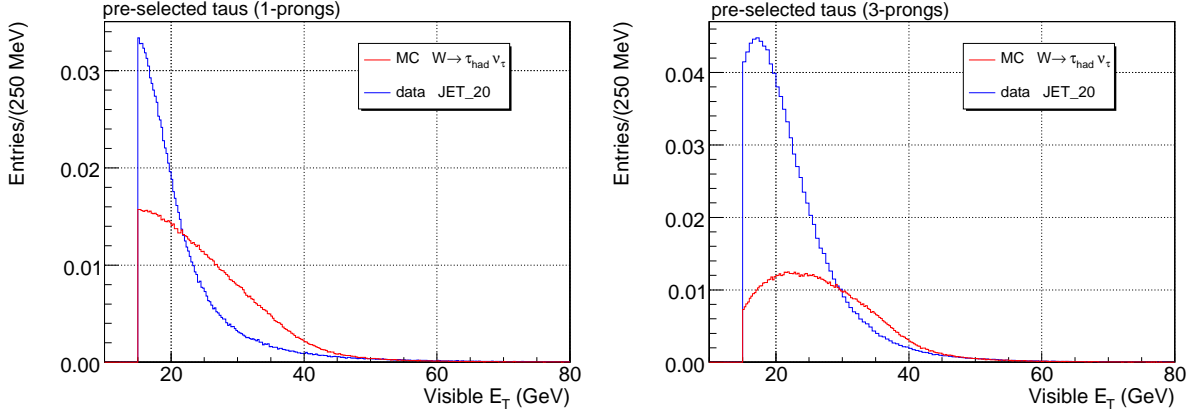 pre-selected taus (1-prongs)
Entries/(250 MeV)
0.03
0.02
0.01
0.00
MC W→ τhad ντ
data JET_20
20 40 60 80
Visible ET (GeV)
pre-selected taus (3-prongs)
Entries/(250 MeV)
0.04
0.03
0.02
0.01
0.00
MC W→ τhad ντ
data JET_20
20 40 60 80
Visible ET (GeV)